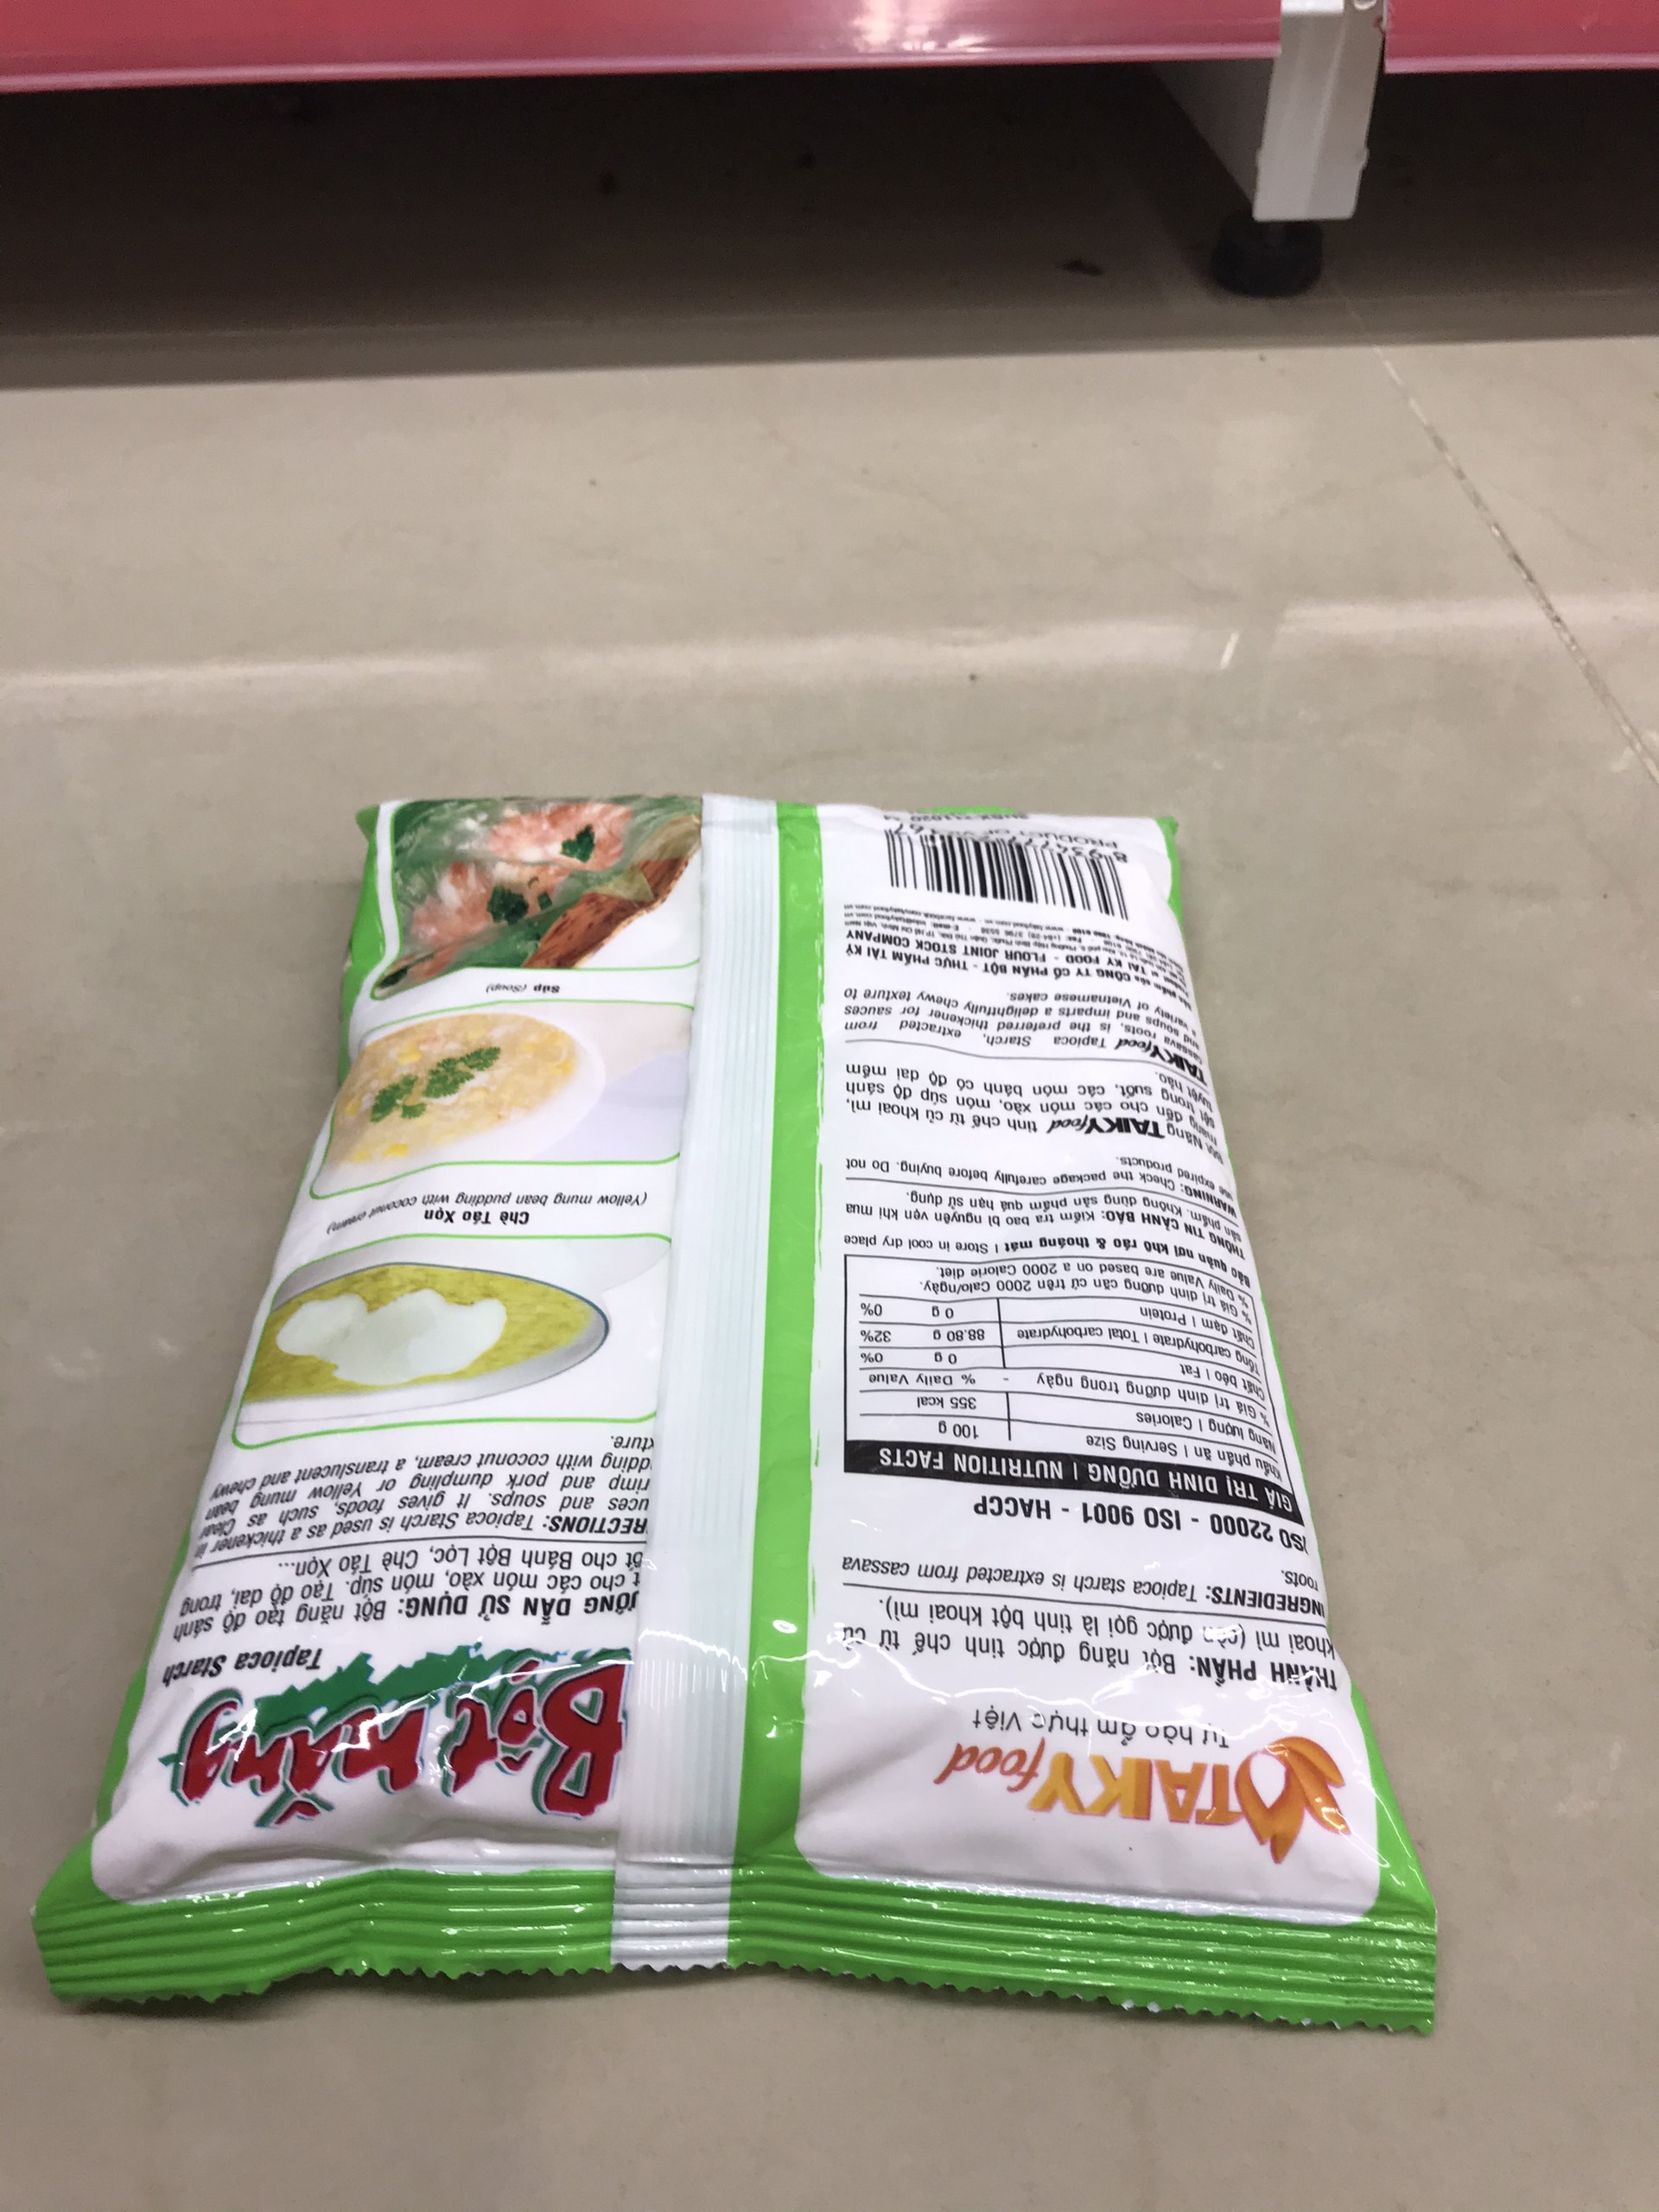 TAIKYfood
Tự hào ẩm thực Việt
THÀNH PHẦN: Bột năng được tinh chế từ củ
khoai mì (còn được gọi là tinh bột khoai mì).
INGREDIENTS: Tapioca starch is extracted from cassava
roots.
ISO 22000 - ISO 9001 - HACCP
GIÁ TRỊ DINH DƯỠNG | NUTRITION FACTS
Khẩu phần ăn | Serving Size 100 g
Năng lượng | Calories 355 kcal
% Giá trị dinh dưỡng trong ngày - % Daily Value
Chất béo | Fat 0 g 0%
Tổng carbohydrate | Total carbohydrate 88.80 g 32%
Chất đạm | Protein 0 g 0%
% Giá trị dinh dưỡng căn cứ trên 2000 Calo/ngày.
% Daily Value are based on a 2000 Calorie diet.
Bảo quản nơi khô ráo & thoáng mát | Store in cool dry place
THÔNG TIN CẢNH BÁO: Kiểm tra bao bì nguyên vẹn khi mua
sản phẩm. Không dùng sản phẩm quá hạn sử dụng.
WARNING: Check the package carefully before buying. Do not
use expired products.
Bột Năng TAIKYfood tinh chế từ củ khoai mì,
mang đến cho các món xào, món súp độ sánh
sệt trong suốt, các món bánh có độ dai mềm
tuyệt hảo.
TAIKYfood Tapioca Starch, extracted from
cassava roots, is the preferred thickener for sauces
and soups and imparts a delightfully chewy texture to
a variety of Vietnamese cakes.
CÔNG TY CỔ PHẦN BỘT - THỰC PHẨM TÀI KÝ
TAI KY FOOD - FLOUR JOINT STOCK COMPANY
PRODUCT OF
Bột năng
Tapioca Starch
ƯỚNG DẪN SỬ DỤNG: Bột năng tạo độ sánh
t cho các món xào, món súp. Tạo độ dai, trong
ốt cho Bánh Bột Lọc, Chè Táo Xọn...
RECTIONS: Tapioca Starch is used as a thickener in
uces and soups. It gives foods, such as Clear
rimp and pork dumpling or Yellow mung bean
dding with coconut cream, a translucent and chewy
xture.
Chè Táo Xọn
(Yellow mung bean pudding with coconut cream)
Súp (Soup)